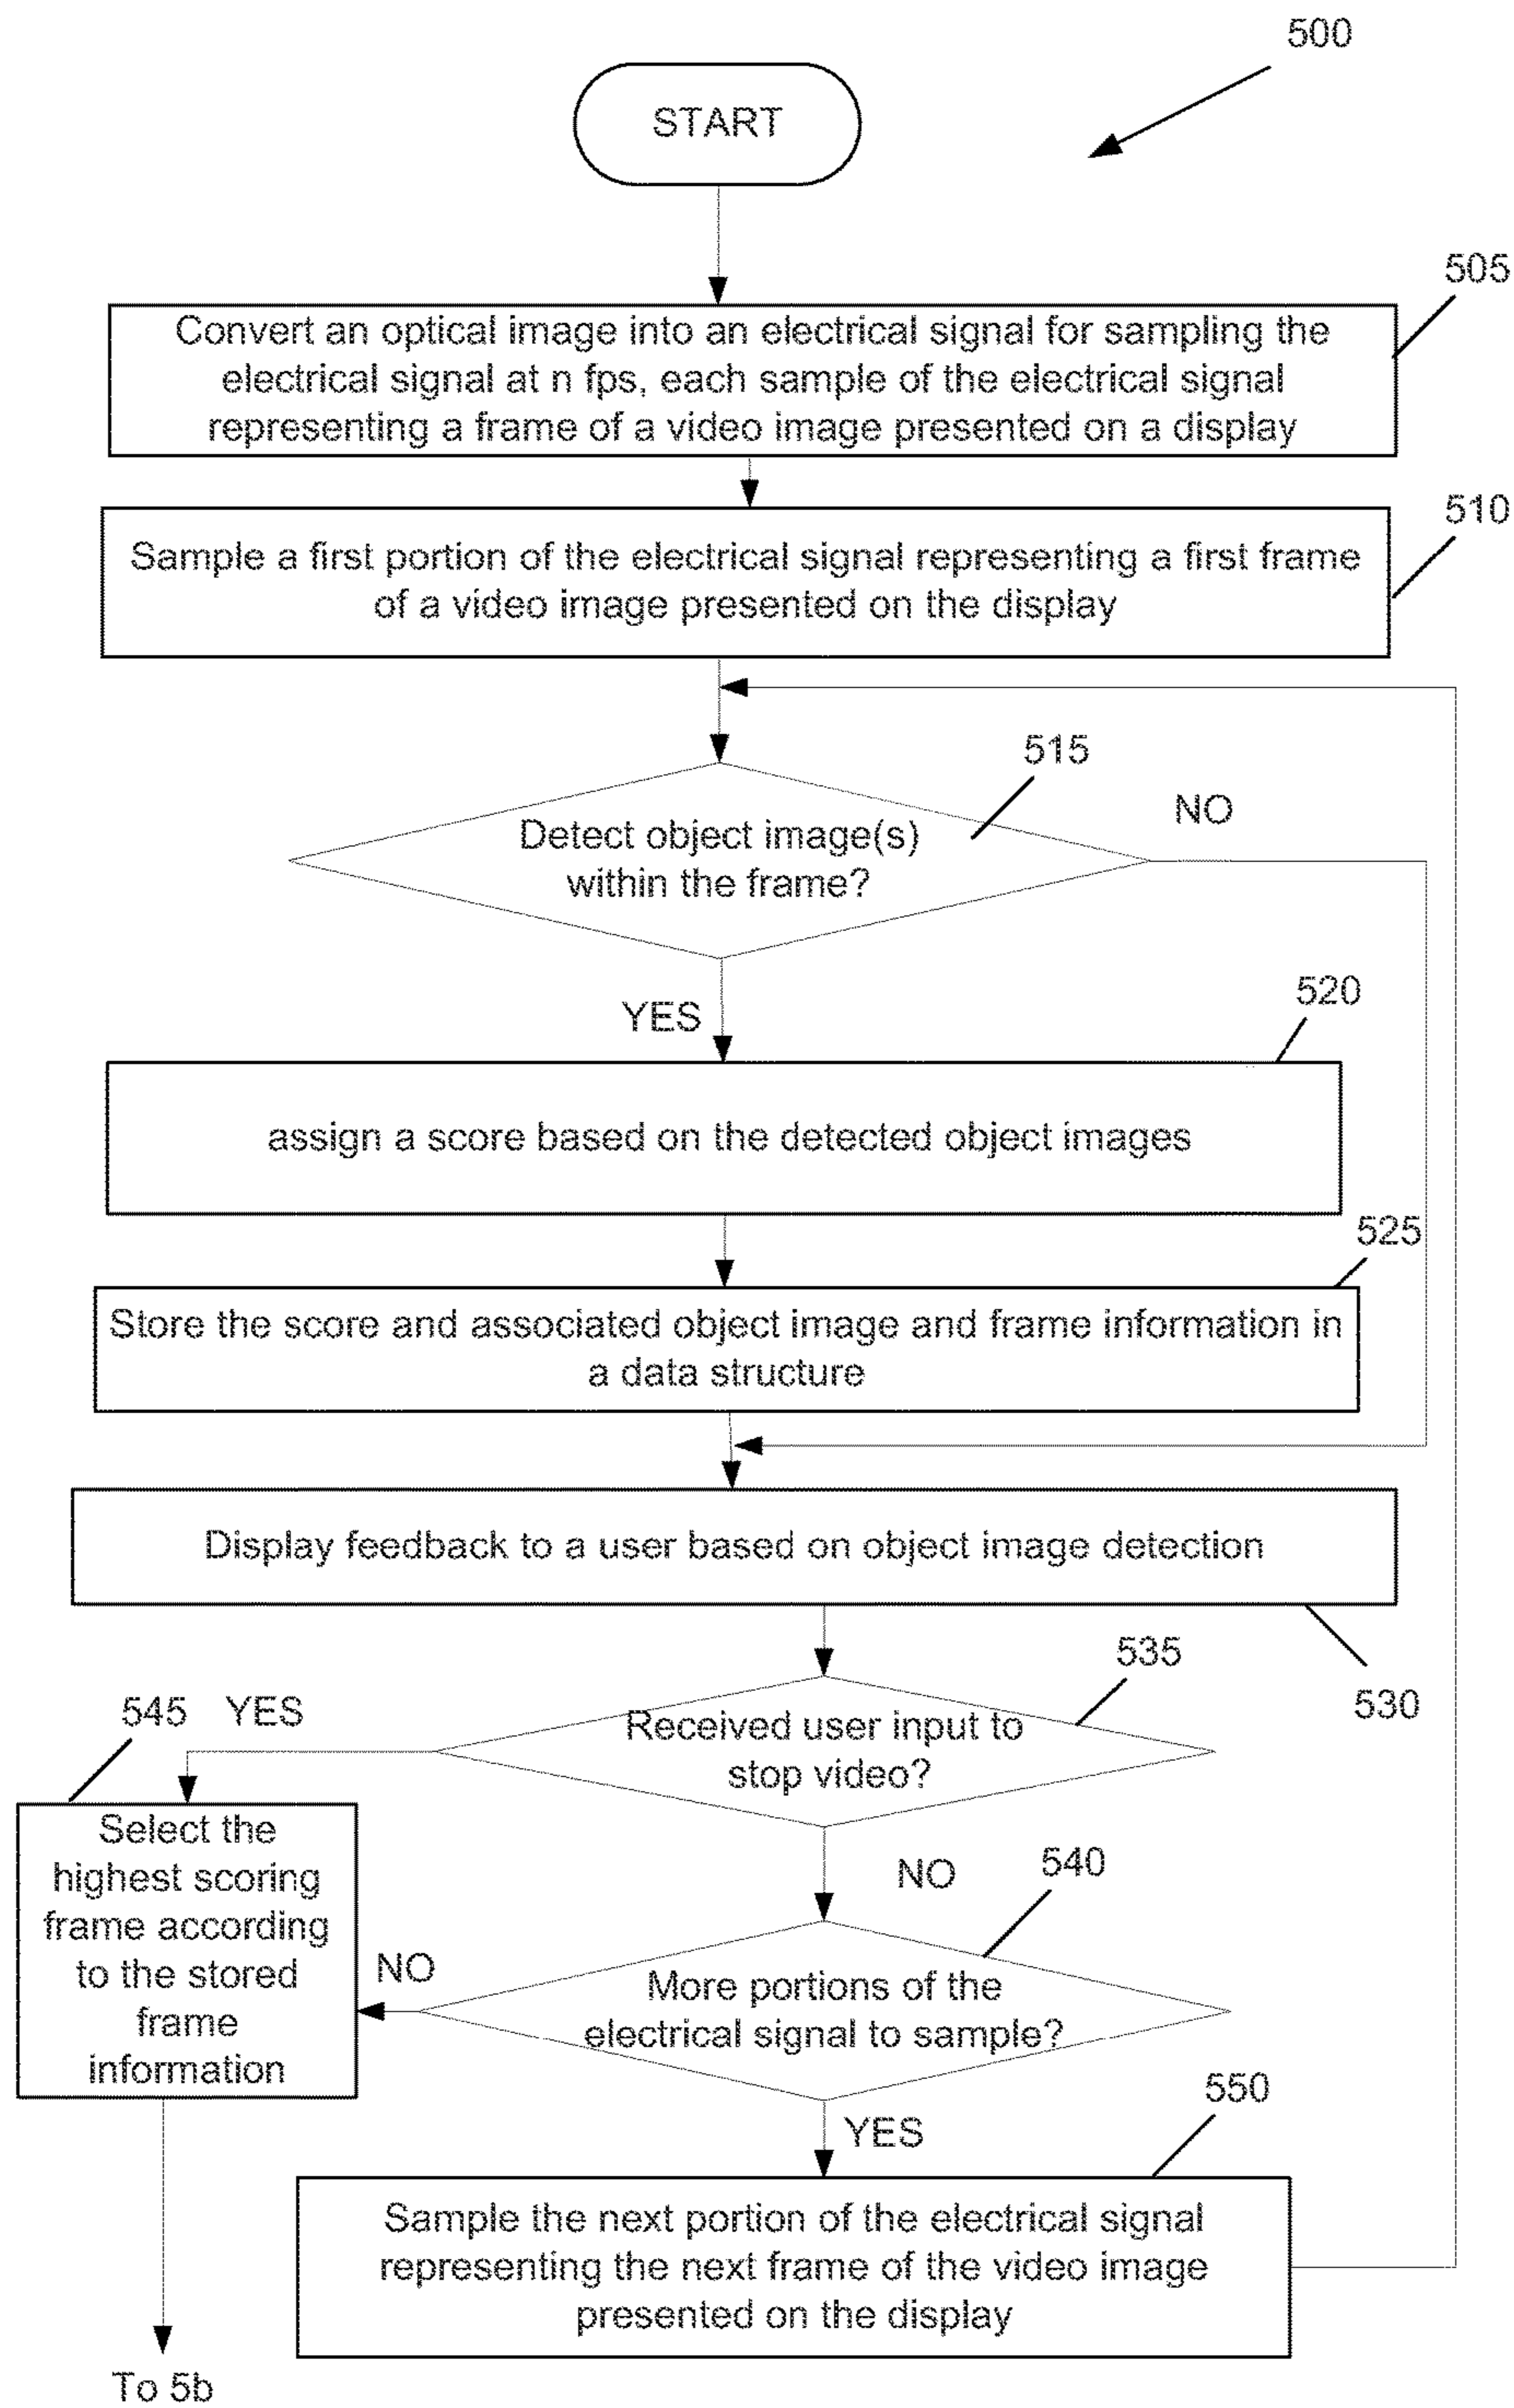 500
START
505
Convert an optical image into an electrical signal for sampling the
electrical signal at n fps, each sample of the electrical signal
representing a frame of a video image presented on a display
510
Sample a first portion of the electrical signal representing a first frame
of a video image presented on the display
515
NO
Detect object image(s)
within the frame?
YES
520
assign a score based on the detected object images
525
Store the score and associated object image and frame information in
a data structure
Display feedback to a user based on object image detection
530
535
545
YES
Received user input to
stop video?
Select the
highest scoring
frame according
to the stored
frame
information
NO
540
NO
More portions of the
electrical signal to sample?
YES
550
Sample the next portion of the electrical signal
representing the next frame of the video image
presented on the display
To 5b